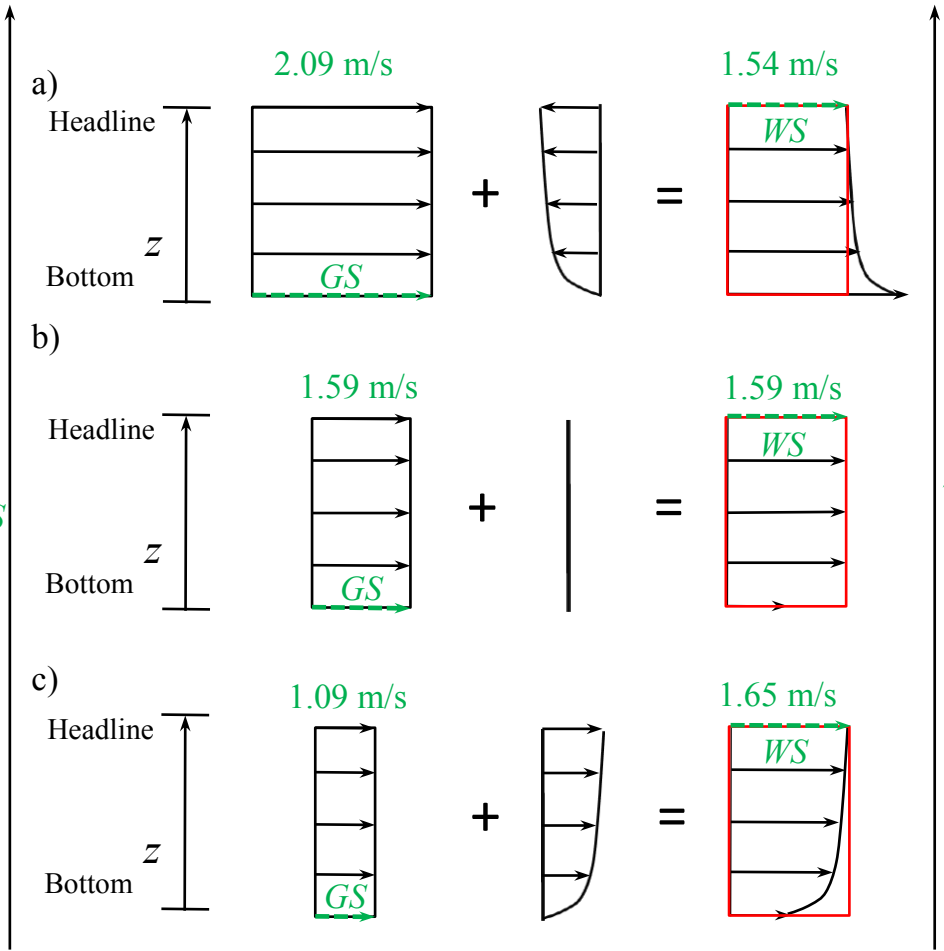 a)
2.09 m/s
1.54 m/s
Headline
WS
+
=
z
Bottom
GS
b)
1.59 m/s
1.59 m/s
Headline
WS
+
=
S
z
Bottom
GS
c)
1.09 m/s
1.65 m/s
Headline
WS
+
=
z
Bottom
GS